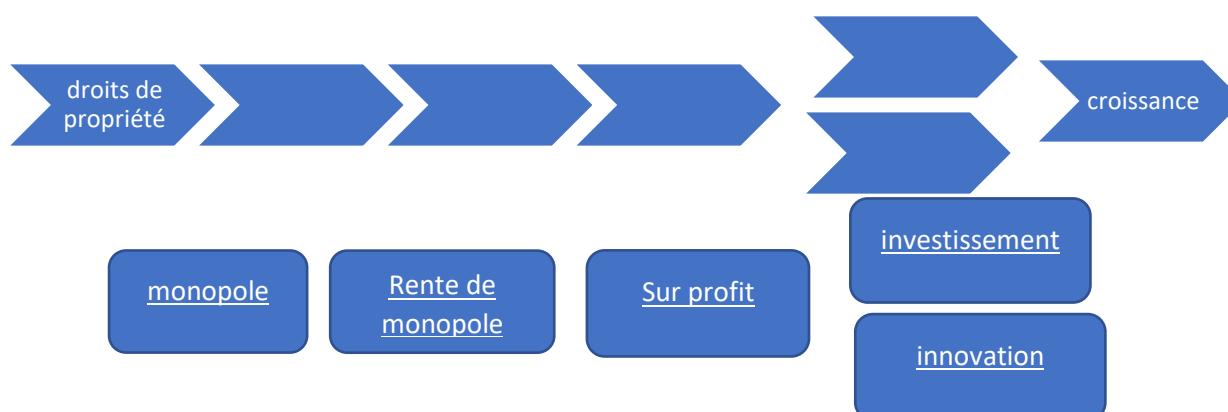 droits de
propriété
croissance
monopole
Rente de
monopole
Sur profit
investissement
innovation